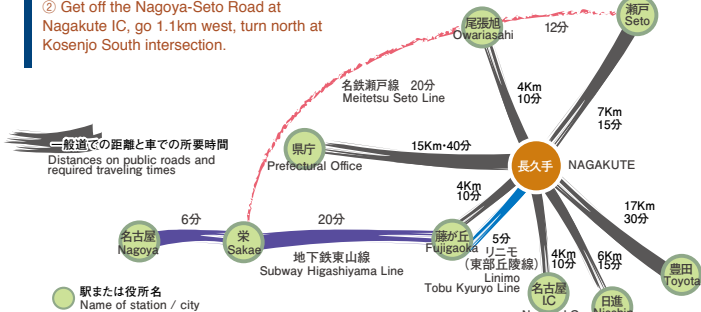 ② Get off the Nagoya-Seto Road at
Nagakute IC, go 1.1km west, turn north at
Kosenjo South intersection.
瀬戸
Seto
尾張旭
Owariasahi
12分
名鉄瀬戸線 20分
Meitetsu Seto Line
4Km
10分
7Km
15分
一般道での距離と車での所要時間
Distances on public roads and
required traveling times
県庁
Prefectural Office
15Km・40分
長久手
NAGAKUTE
4Km
10分
17Km
30分
6分
20分
名古屋
Nagoya
栄
Sakae
藤が丘
Fujigaoka
地下鉄東山線
Subway Higashiyama Line
5分
リニモ
（東部丘陵線）
Linimo
Tobu Kyuryo Line
4Km
10分
6Km
15分
名古屋
I.C
日進
豊田
Toyota
駅または役所名
Name of station / city